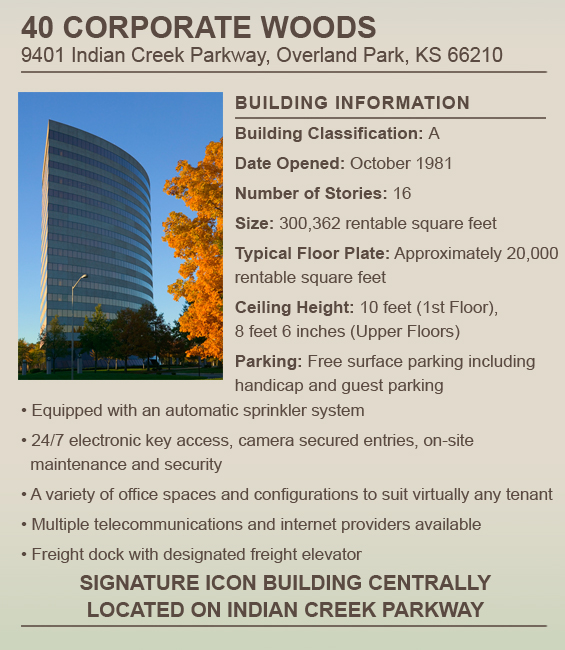 40 CORPORATE WOODS
9401 Indian Creek Parkway, Overland Park, KS 66210
BUILDING INFORMATION
Building Classification: A
Date Opened: October 1981
Number of Stories: 16
Size: 300,362 rentable square feet
Typical Floor Plate: Approximately 20,000
rentable square feet
Ceiling Height: 10 feet (1st Floor),
8 feet 6 inches (Upper Floors)
Parking: Free surface parking including
handicap and guest parking
• Equipped with an automatic sprinkler system
• 24/7 electronic key access, camera secured entries, on-site
maintenance and security
• A variety of office spaces and configurations to suit virtually any tenant
• Multiple telecommunications and internet providers available
• Freight dock with designated freight elevator
SIGNATURE ICON BUILDING CENTRALLY
LOCATED ON INDIAN CREEK PARKWAY